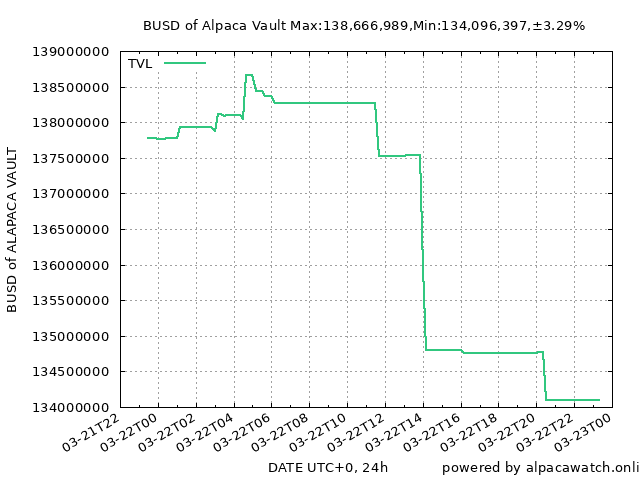 BUSD of Alpaca Vault Max:138,666,989,Min:134,096,397,±3.29%
TVL
139000000
138500000
138000000
137500000
137000000
136500000
136000000
135500000
135000000
134500000
134000000
BUSD of ALAPACA VAULT
03-21T22
03-22T00
03-22T02
03-22T04
03-22T06
03-22T08
03-22T10
03-22T12
03-22T14
03-22T16
03-22T18
03-22T20
03-22T22
03-23T00
DATE UTC+0, 24h
powered by alpacawatch.onli